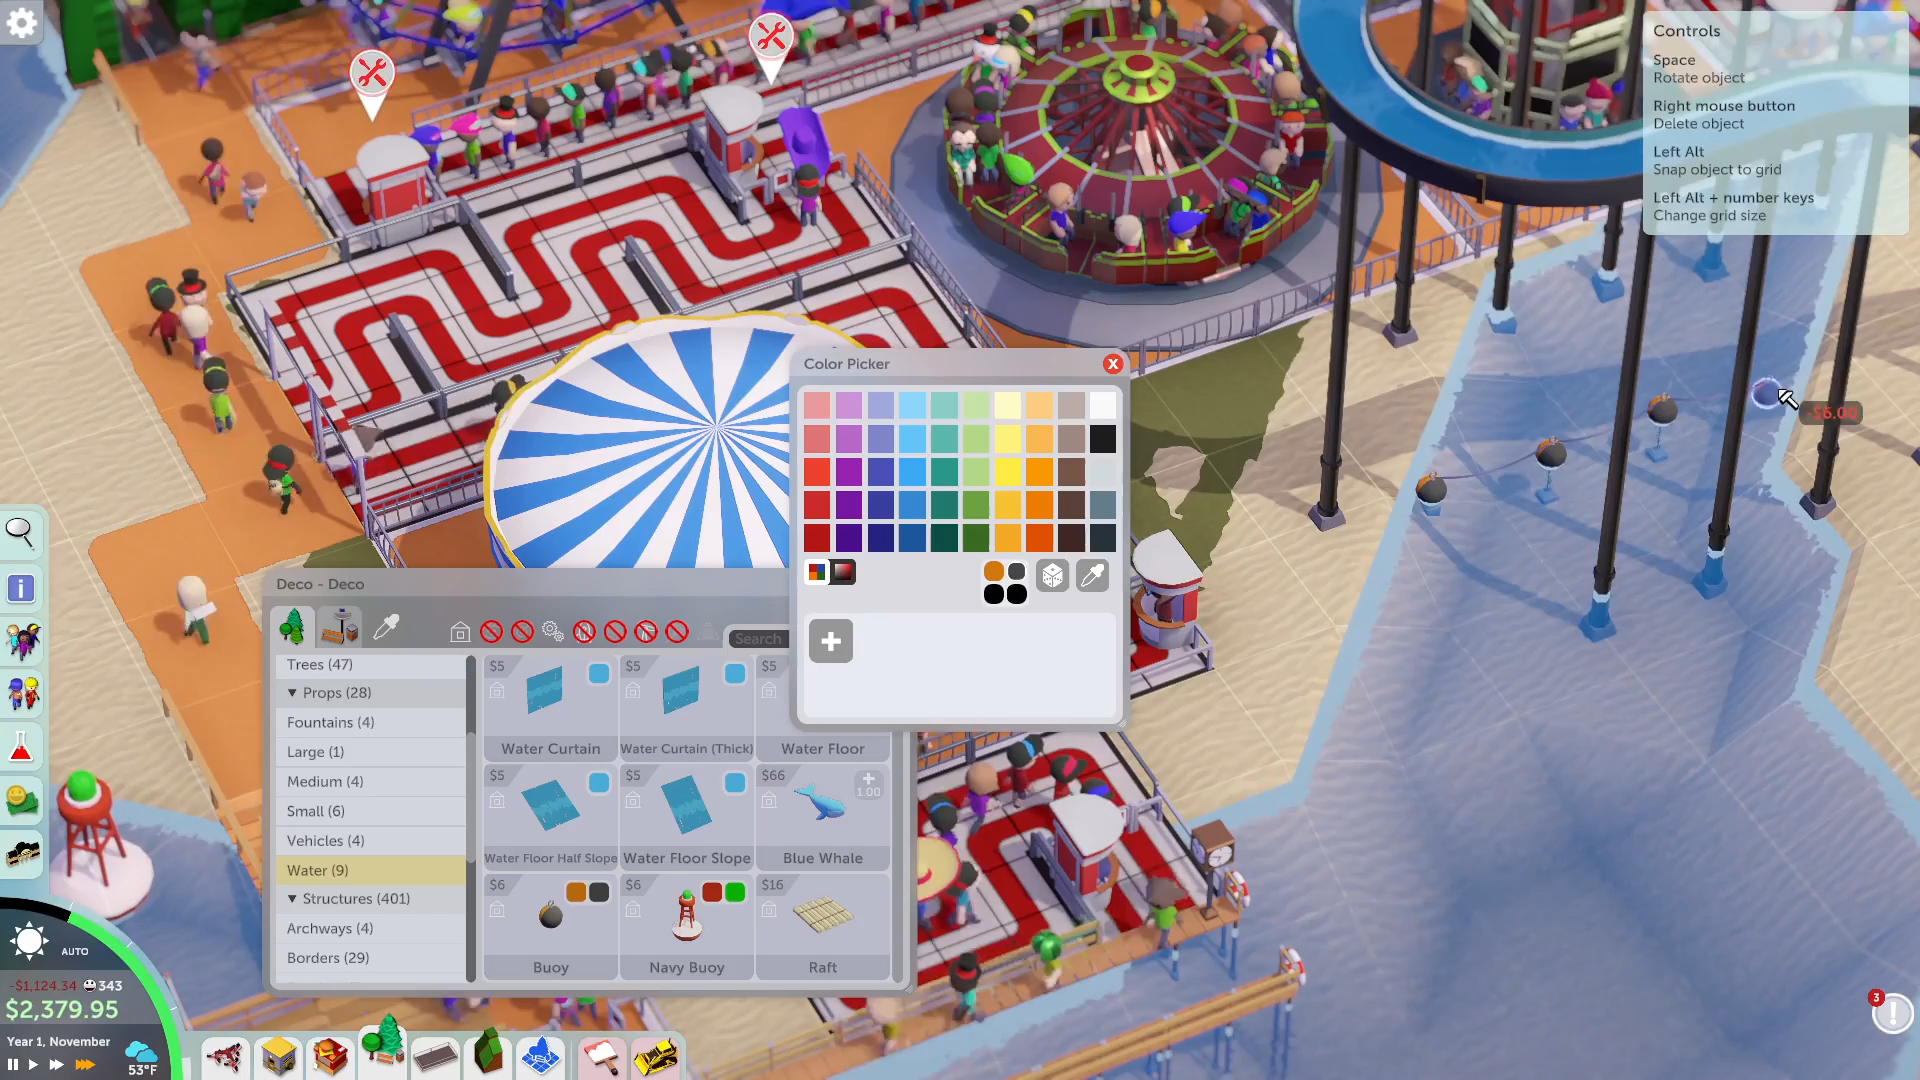 Controls
Space
Rotate object
Right mouse button
Delete object
Left Alt
Snap object to grid
Left Alt + number keys
Change grid size
-$6.00
Color Picker
X
+
Deco - Deco
Search
Trees (47)
▼ Props (28)
Fountains (4)
Large (1)
Medium (4)
Small (6)
Vehicles (4)
Water (9)
▼ Structures (401)
Archways (4)
Borders (29)
$5
Water Curtain
$5
Water Curtain (Thick)
$5
Water Floor
$5
Water Floor Half Slope
$5
Water Floor Slope
$66
+
1.00
Blue Whale
$6
Buoy
$6
Navy Buoy
$16
Raft
AUTO
-$1,124.34 343
$2,379.95
Year 1, November
53°F
3
!
i